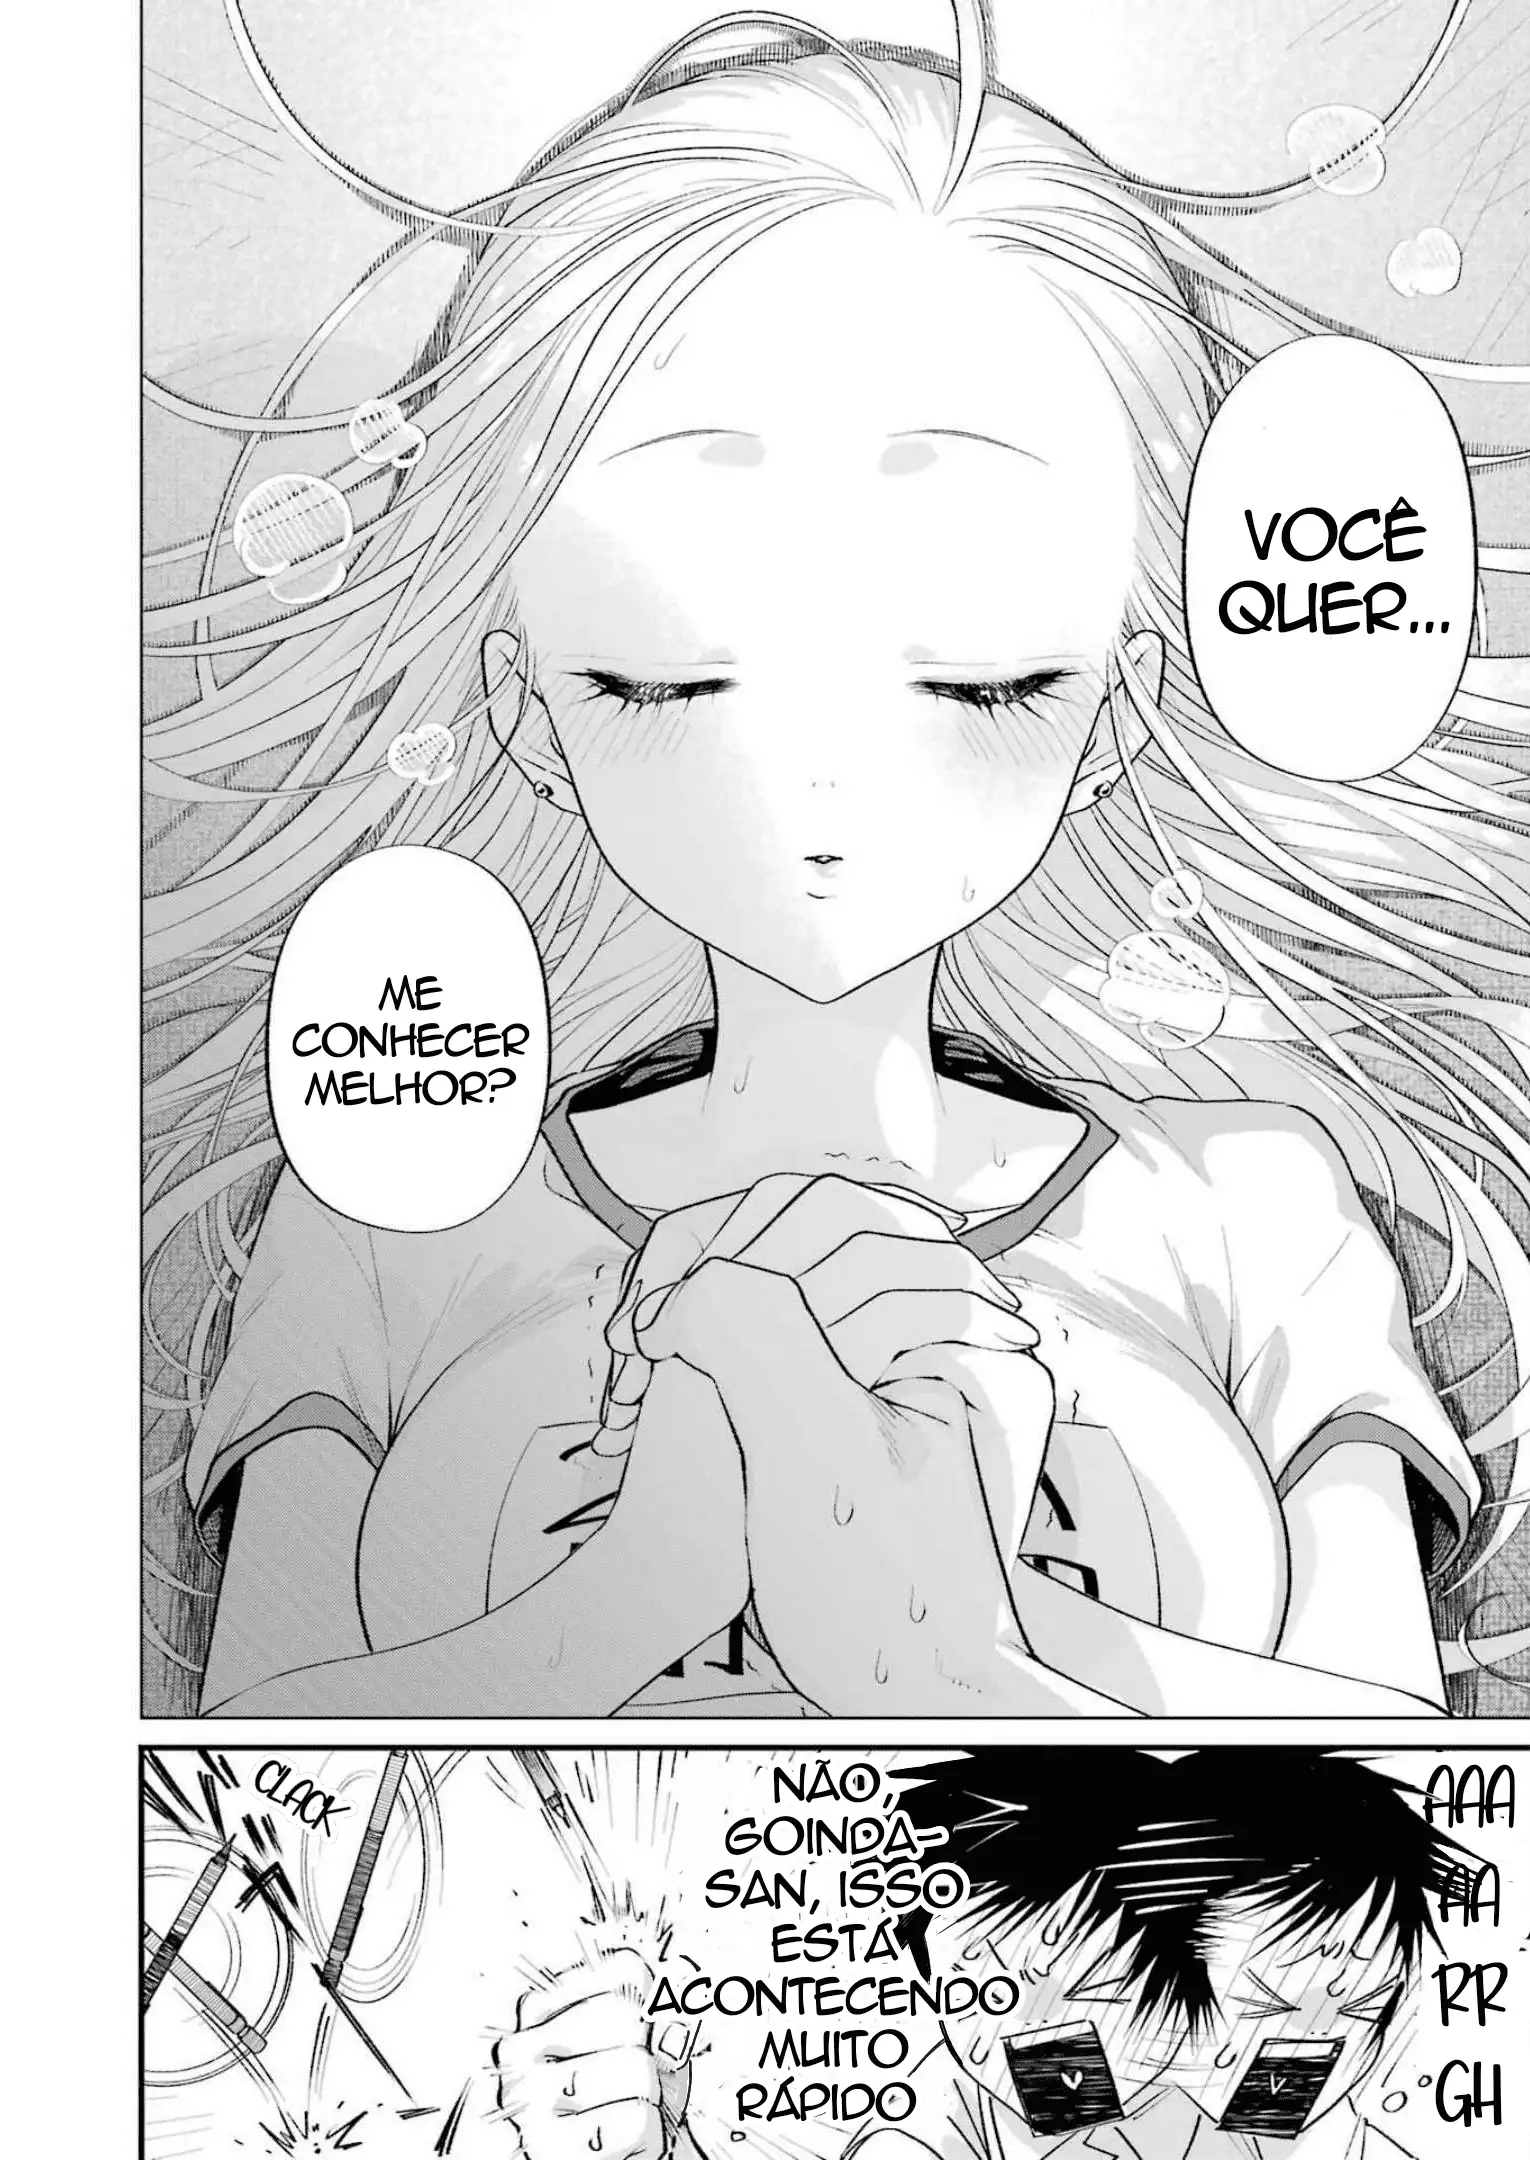 VOCÊ
QUER...
ME
CONHECER
MELHOR?
AAA
AA
RR
GH
NÃO,
GOINDA-
SAN, ISSO
ESTÁ
ACONTECENDO
MUITO
RÁPIDO
CLACK